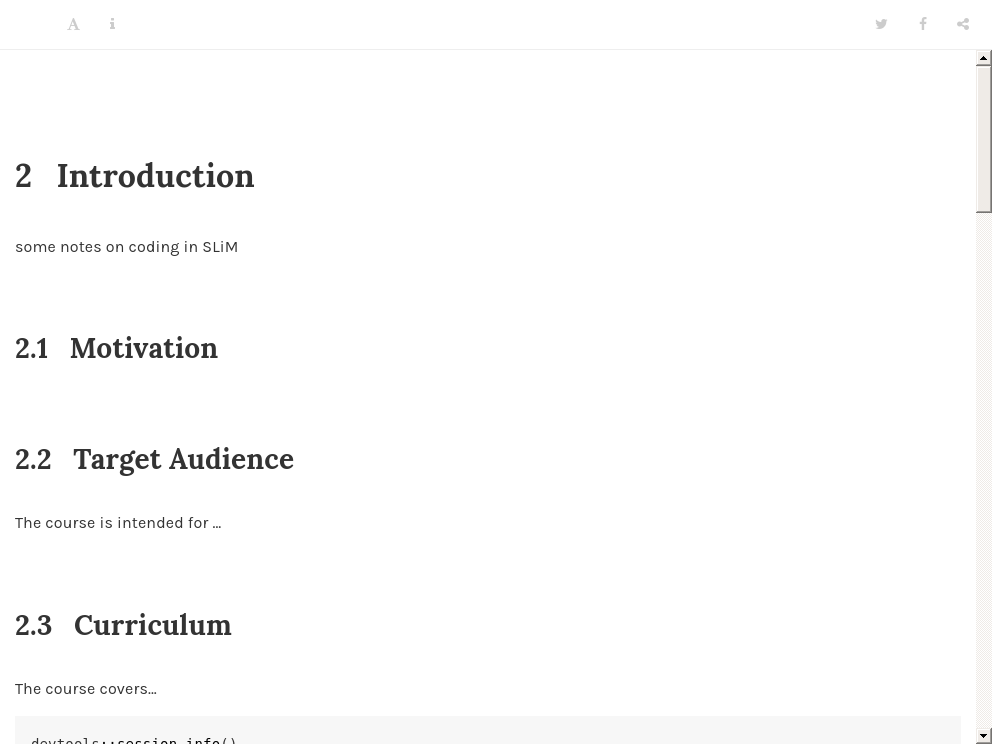 2 Introduction
some notes on coding in SLiM
2.1 Motivation
2.2 Target Audience
The course is intended for …
2.3 Curriculum
The course covers…
devtools::session_info()